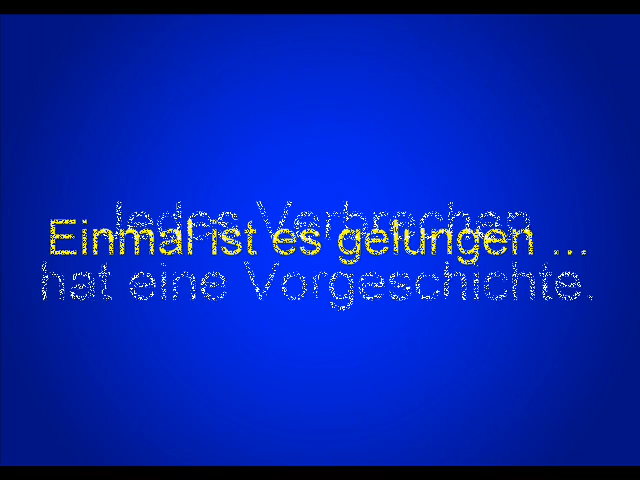 Jedes Verbrechen
Einmal ist es gelungen ...
hat eine Vorgeschichte.